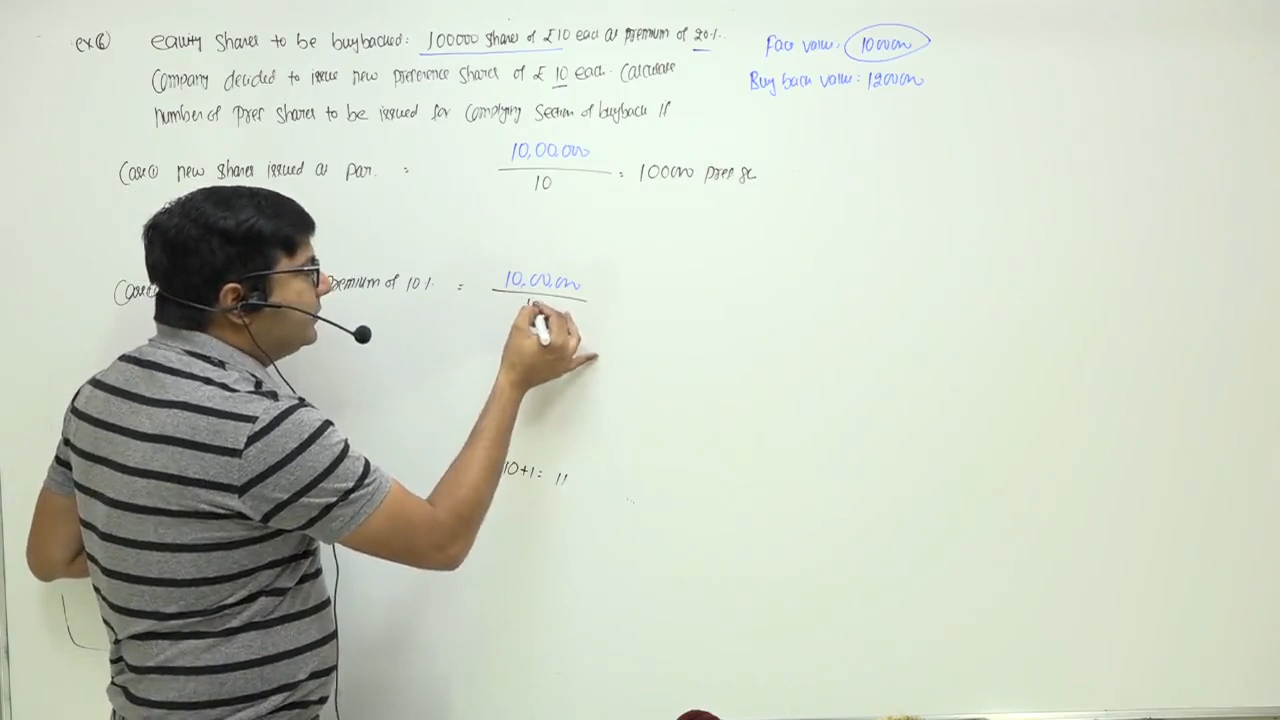 ex ⑥ equity shares to be buybacked: 100000 shares of ₤10 each at premium of 20%.
Company decided to issue new preference shares of ₤ 10 each. Calculate
number of Pref shares to be issued for Complying Section of buyback if
Face value: 1000000
Buy back value: 1200000
Case ① new shares issued at par. = 10,00,000 / 10 = 100000 pref sh
Case premium of 10% = 10,00,000
10+1= 11